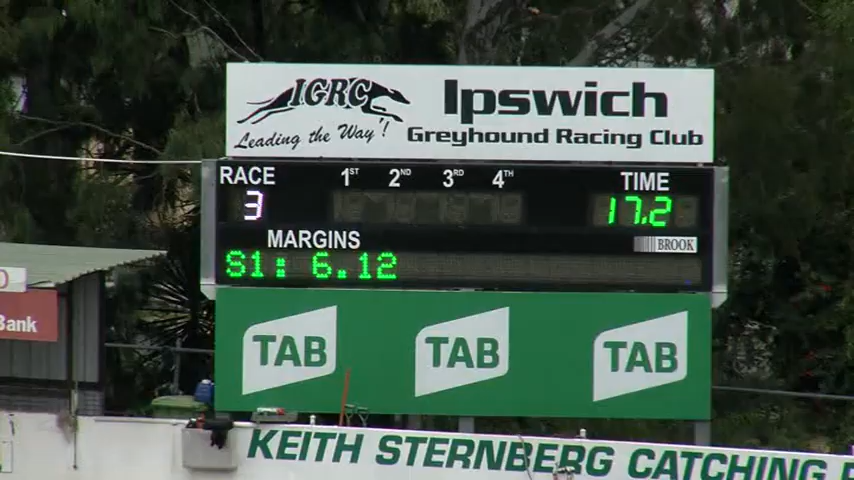 IGRC
Leading the Way!
Ipswich
Greyhound Racing Club
RACE 1ST 2ND 3RD 4TH TIME
3 17.2
MARGINS
BROOK
S1: 6.12
Bank
TAB TAB TAB
KEITH STERNBERG CATCHING